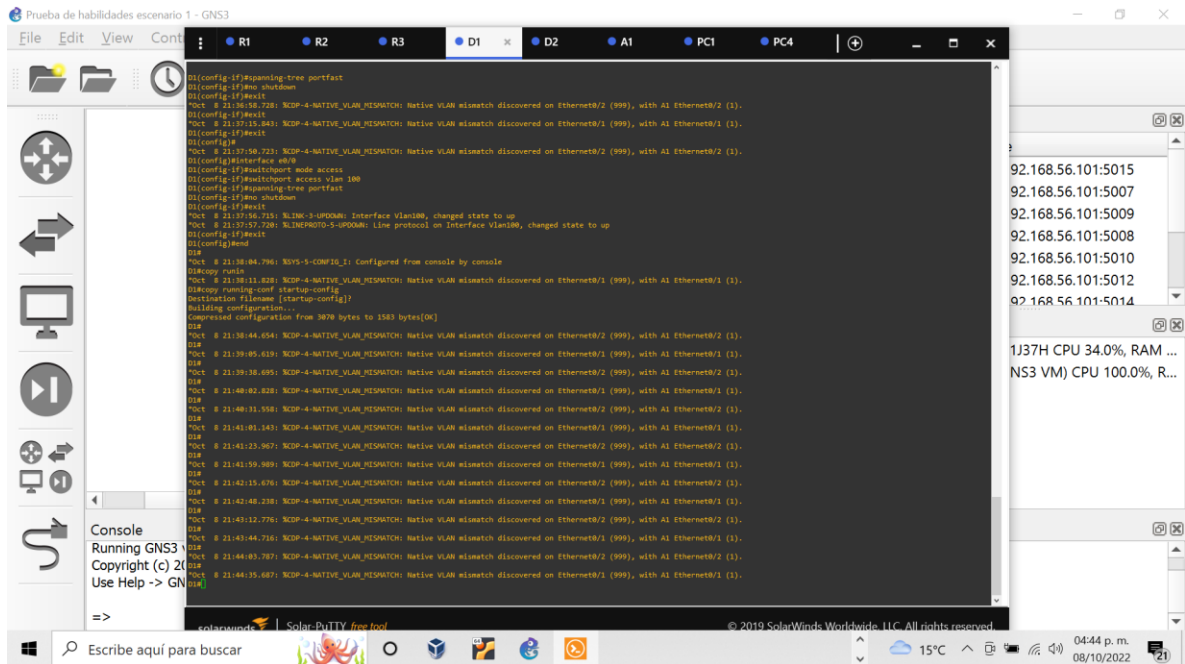 Prueba de habilidades escenario 1 - GNS3
File Edit View Cont
R1 R2 R3 D1 × D2 A1 PC1 PC4
D1(config-if)#spanning-tree portfast
D1(config-if)#no shutdown
D1(config-if)#exit
*Oct 8 21:36:58.728: %CDP-4-NATIVE_VLAN_MISMATCH: Native VLAN mismatch discovered on Ethernet0/2 (999), with A1 Ethernet0/2 (1).
D1(config-if)#exit
*Oct 8 21:37:15.843: %CDP-4-NATIVE_VLAN_MISMATCH: Native VLAN mismatch discovered on Ethernet0/1 (999), with A1 Ethernet0/1 (1).
D1(config-if)#exit
D1(config)#
*Oct 8 21:37:50.723: %CDP-4-NATIVE_VLAN_MISMATCH: Native VLAN mismatch discovered on Ethernet0/2 (999), with A1 Ethernet0/2 (1).
D1(config)#interface e0/0
D1(config-if)#switchport mode access
D1(config-if)#switchport access vlan 100
D1(config-if)#spanning-tree portfast
D1(config-if)#no shutdown
D1(config-if)#exit
*Oct 8 21:37:56.715: %LINK-3-UPDOWN: Interface Vlan100, changed state to up
*Oct 8 21:37:57.720: %LINEPROTO-5-UPDOWN: Line protocol on Interface Vlan100, changed state to up
D1(config-if)#exit
D1(config)#end
D1#
*Oct 8 21:38:04.796: %SYS-5-CONFIG_I: Configured from console by console
D1#copy runin
*Oct 8 21:38:11.828: %CDP-4-NATIVE_VLAN_MISMATCH: Native VLAN mismatch discovered on Ethernet0/1 (999), with A1 Ethernet0/1 (1).
D1#copy running-conf startup-config
Destination filename [startup-config]?
Building configuration...
Compressed configuration from 3070 bytes to 1583 bytes[OK]
D1#
*Oct 8 21:38:44.654: %CDP-4-NATIVE_VLAN_MISMATCH: Native VLAN mismatch discovered on Ethernet0/2 (999), with A1 Ethernet0/2 (1).
D1#
*Oct 8 21:39:05.619: %CDP-4-NATIVE_VLAN_MISMATCH: Native VLAN mismatch discovered on Ethernet0/1 (999), with A1 Ethernet0/1 (1).
D1#
*Oct 8 21:39:38.695: %CDP-4-NATIVE_VLAN_MISMATCH: Native VLAN mismatch discovered on Ethernet0/2 (999), with A1 Ethernet0/2 (1).
D1#
*Oct 8 21:40:02.828: %CDP-4-NATIVE_VLAN_MISMATCH: Native VLAN mismatch discovered on Ethernet0/1 (999), with A1 Ethernet0/1 (1).
D1#
*Oct 8 21:40:31.558: %CDP-4-NATIVE_VLAN_MISMATCH: Native VLAN mismatch discovered on Ethernet0/2 (999), with A1 Ethernet0/2 (1).
D1#
*Oct 8 21:41:01.143: %CDP-4-NATIVE_VLAN_MISMATCH: Native VLAN mismatch discovered on Ethernet0/1 (999), with A1 Ethernet0/1 (1).
D1#
*Oct 8 21:41:23.967: %CDP-4-NATIVE_VLAN_MISMATCH: Native VLAN mismatch discovered on Ethernet0/2 (999), with A1 Ethernet0/2 (1).
D1#
*Oct 8 21:41:59.989: %CDP-4-NATIVE_VLAN_MISMATCH: Native VLAN mismatch discovered on Ethernet0/1 (999), with A1 Ethernet0/1 (1).
D1#
*Oct 8 21:42:15.676: %CDP-4-NATIVE_VLAN_MISMATCH: Native VLAN mismatch discovered on Ethernet0/2 (999), with A1 Ethernet0/2 (1).
D1#
*Oct 8 21:42:48.238: %CDP-4-NATIVE_VLAN_MISMATCH: Native VLAN mismatch discovered on Ethernet0/1 (999), with A1 Ethernet0/1 (1).
D1#
*Oct 8 21:43:12.776: %CDP-4-NATIVE_VLAN_MISMATCH: Native VLAN mismatch discovered on Ethernet0/2 (999), with A1 Ethernet0/2 (1).
D1#
*Oct 8 21:43:44.716: %CDP-4-NATIVE_VLAN_MISMATCH: Native VLAN mismatch discovered on Ethernet0/1 (999), with A1 Ethernet0/1 (1).
D1#
*Oct 8 21:44:03.787: %CDP-4-NATIVE_VLAN_MISMATCH: Native VLAN mismatch discovered on Ethernet0/2 (999), with A1 Ethernet0/2 (1).
D1#
*Oct 8 21:44:35.687: %CDP-4-NATIVE_VLAN_MISMATCH: Native VLAN mismatch discovered on Ethernet0/1 (999), with A1 Ethernet0/1 (1).
D1#
solarwinds Solar-PuTTY free tool © 2019 SolarWinds Worldwide, LLC. All rights reserved.
92.168.56.101:5015
92.168.56.101:5007
92.168.56.101:5009
92.168.56.101:5008
92.168.56.101:5010
92.168.56.101:5012
92.168.56.101:5014
1J37H CPU 34.0%, RAM ...
NS3 VM) CPU 100.0%, R...
Console
Running GNS3 v
Copyright (c) 20
Use Help -> GN
=>
Escribe aquí para buscar
15°C
04:44 p. m.
08/10/2022
21